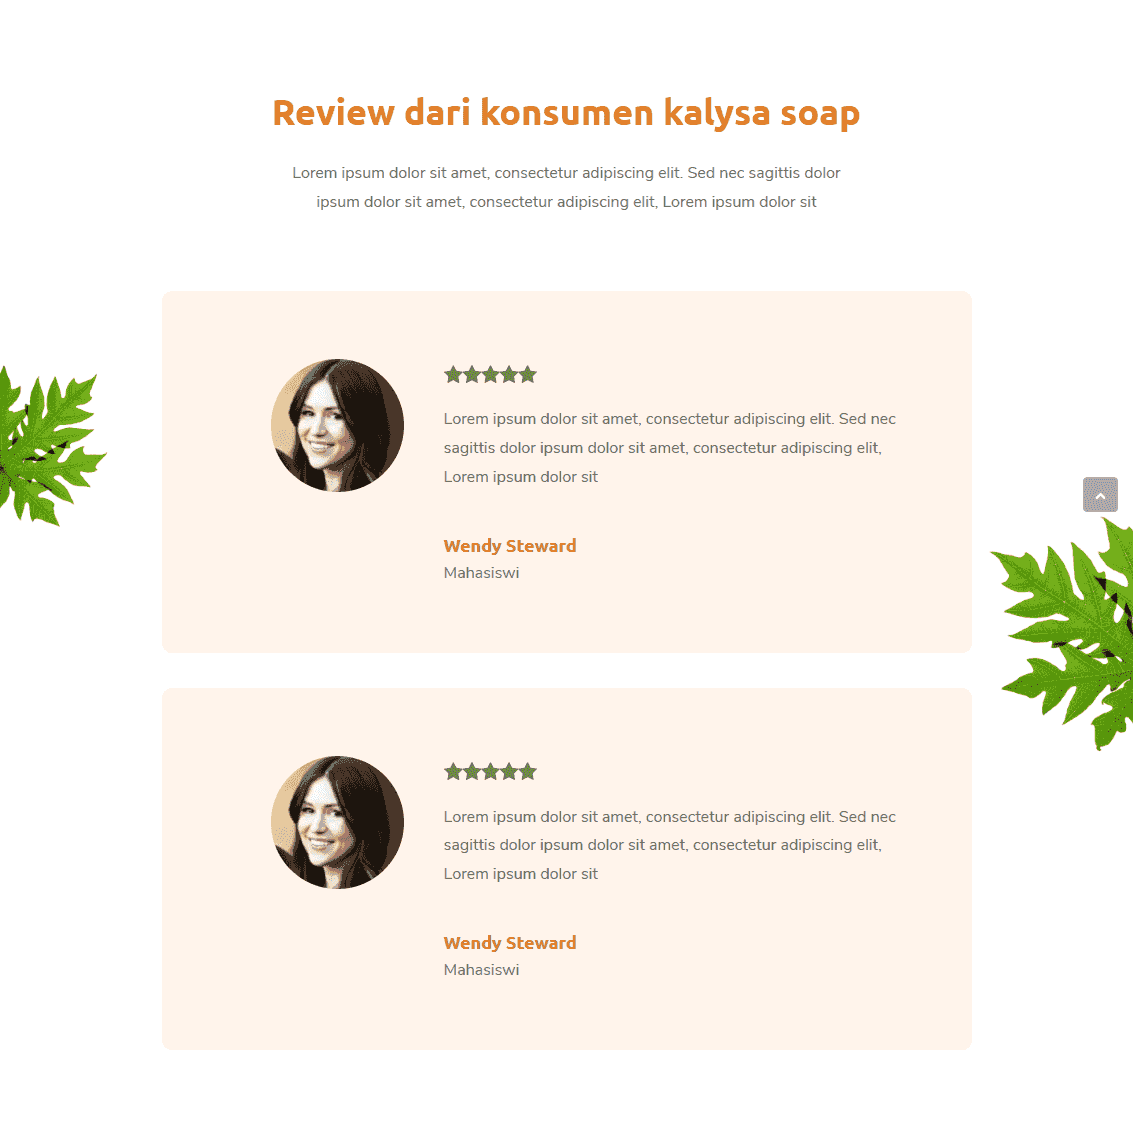 Review dari konsumen kalysa soap
Lorem ipsum dolor sit amet, consectetur adipiscing elit. Sed nec sagittis dolor
ipsum dolor sit amet, consectetur adipiscing elit, Lorem ipsum dolor sit
Lorem ipsum dolor sit amet, consectetur adipiscing elit. Sed nec
sagittis dolor ipsum dolor sit amet, consectetur adipiscing elit,
Lorem ipsum dolor sit
Wendy Steward
Mahasiswi
Lorem ipsum dolor sit amet, consectetur adipiscing elit. Sed nec
sagittis dolor ipsum dolor sit amet, consectetur adipiscing elit,
Lorem ipsum dolor sit
Wendy Steward
Mahasiswi